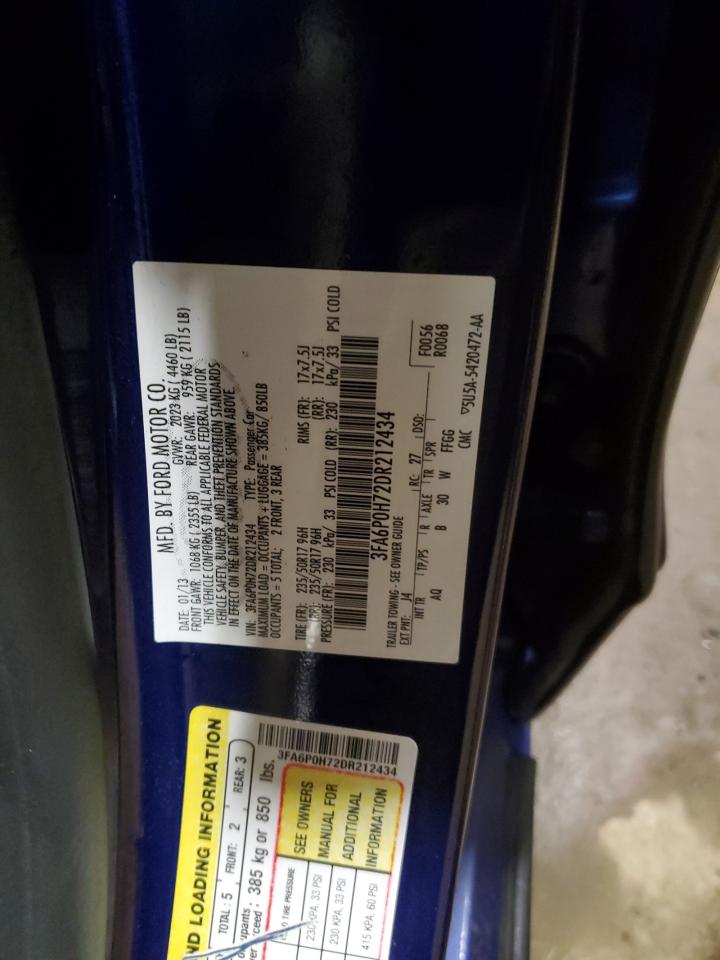 MFD. BY FORD MOTOR CO.
DATE: 01/13 GVWR: 2023 KG ( 4460 LB)
FRONT GAWR: 1068 KG ( 2355 LB) REAR GAWR: 959 KG ( 2115 LB)
THIS VEHICLE CONFORMS TO ALL APPLICABLE FEDERAL MOTOR
VEHICLE SAFETY, BUMPER, AND THEFT PREVENTION STANDARDS
IN EFFECT ON THE DATE OF MANUFACTURE SHOWN ABOVE.
VIN: 3FA6P0H72DR212434 TYPE: Passenger Car
MAXIMUM LOAD = OCCUPANTS + LUGGAGE = 385KG/ 850LB
OCCUPANTS = 5 TOTAL: 2 FRONT, 3 REAR
TIRE (FR): 235/50R17 96H RIMS (FR): 17x7.5J
(RR): 235/50R17 96H (RR): 17x7.5J
PRESSURE (FR): 230 kPa/ 33 PSI COLD (RR): 230 kPa/ 33 PSI COLD
3FA6P0H72DR212434
TRAILER TOWING - SEE OWNER GUIDE
EXT PNT: J4 RC: 27 DSO: F0056
R0068
INT TR TP/PS R AXLE TR SPR
AQ B 30 W FFGG
CMC 5U5A-5420472-AA
ND LOADING INFORMATION
TOTAL: 5 FRONT: 2 REAR: 3
upants
ver exceed: 385 kg or 850 lbs.
3FA6P0H72DR212434
TIRE PRESSURE
230 KPA, 33 PSI
230 KPA, 33 PSI
415 KPA, 60 PSI
SEE OWNERS
MANUAL FOR
ADDITIONAL
INFORMATION